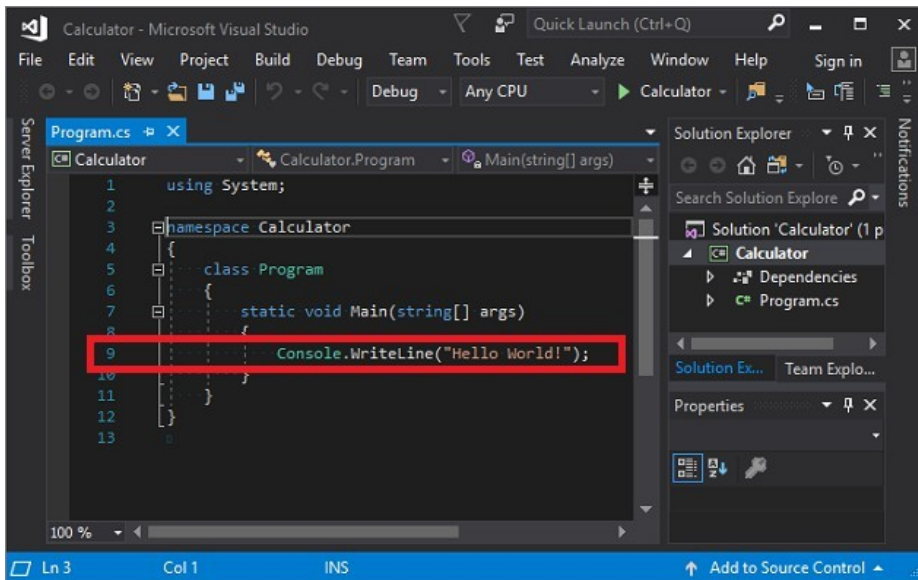 Calculator - Microsoft Visual Studio
Quick Launch (Ctrl+Q)
File Edit View Project Build Debug Team Tools Test Analyze Window Help Sign in
Debug Any CPU Calculator
Server Explorer
Toolbox
Program.cs
Calculator Calculator.Program Main(string[] args)
1 using System;
2
3 namespace Calculator
4 {
5 class Program
6 {
7 static void Main(string[] args)
8 {
9 Console.WriteLine("Hello World!");
10 }
11 }
12 }
13
100 %
Solution Explorer
Search Solution Explore
Solution 'Calculator' (1 p
Calculator
Dependencies
C# Program.cs
Solution Ex... Team Explo...
Properties
Notifications
Ln 3 Col 1 INS Add to Source Control